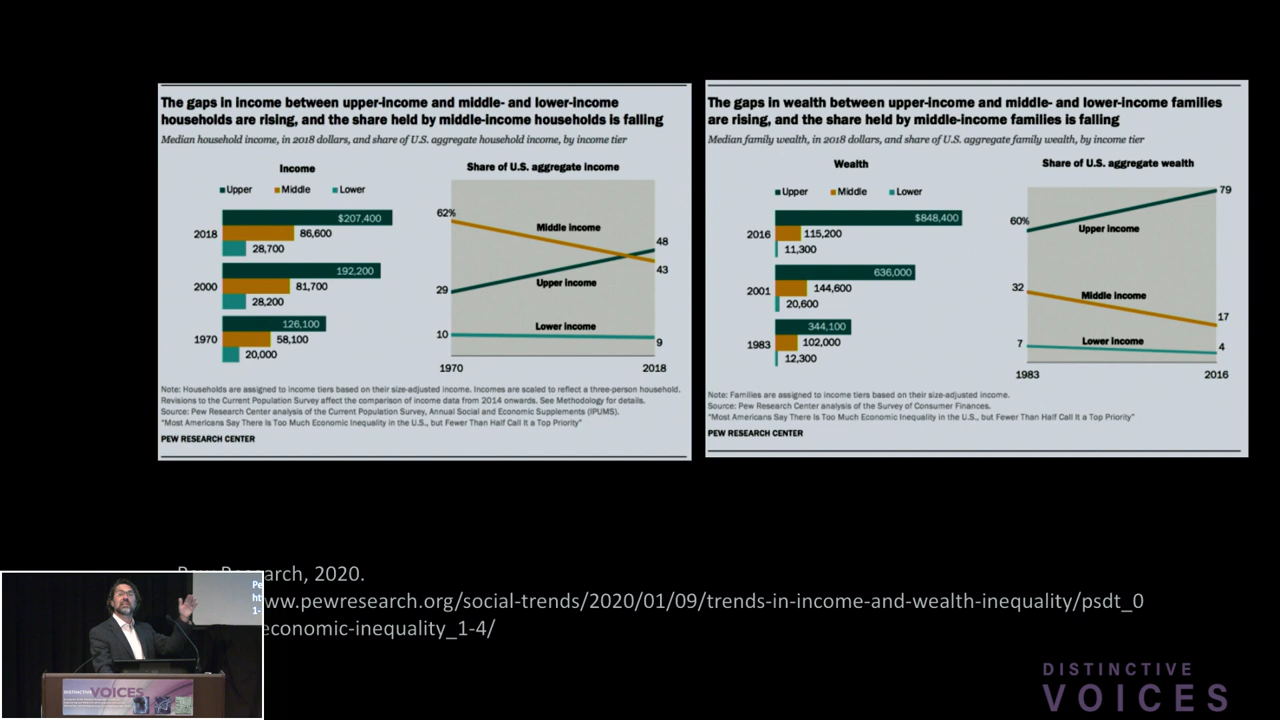 The gaps in income between upper-income and middle- and lower-income
households are rising, and the share held by middle-income households is falling
Median household income, in 2018 dollars, and share of U.S. aggregate household income, by income tier
Income
Upper Middle Lower
2018
$207,400
86,600
28,700
2000
192,200
81,700
28,200
1970
126,100
58,100
20,000
Share of U.S. aggregate income
62%
Middle income
48
43
29
Upper income
Lower income
10
9
1970 2018
Note: Households are assigned to income tiers based on their size-adjusted income. Incomes are scaled to reflect a three-person household.
Revisions to the Current Population Survey affect the comparison of income data from 2014 onwards. See Methodology for details.
Source: Pew Research Center analysis of the Current Population Survey, Annual Social and Economic Supplements (IPUMS).
"Most Americans Say There Is Too Much Economic Inequality in the U.S., but Fewer Than Half Call It a Top Priority"
PEW RESEARCH CENTER
The gaps in wealth between upper-income and middle- and lower-income families
are rising, and the share held by middle-income families is falling
Median family wealth, in 2018 dollars, and share of U.S. aggregate family wealth, by income tier
Wealth
Upper Middle Lower
2016
$848,400
115,200
11,300
2001
636,000
144,600
20,600
1983
344,100
102,000
12,300
Share of U.S. aggregate wealth
79
60%
Upper income
32
Middle income
17
7
Lower income
4
1983 2016
Note: Families are assigned to income tiers based on their size-adjusted income.
Source: Pew Research Center analysis of the Survey of Consumer Finances.
"Most Americans Say There Is Too Much Economic Inequality in the U.S., but Fewer Than Half Call It a Top Priority"
PEW RESEARCH CENTER
Pew Research, 2020.
ww.pewresearch.org/social-trends/2020/01/09/trends-in-income-and-wealth-inequality/psdt_0
economic-inequality_1-4/
Pe
ht
1-
DISTINCTIVE VOICES
DISTINCTIVE
VOICES